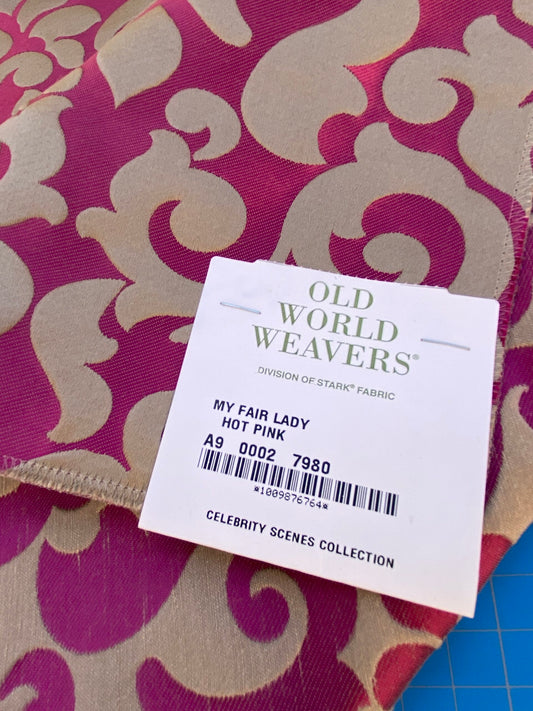 OLD
WORLD
WEAVERS®
DIVISION OF STARK® FABRIC
MY FAIR LADY
HOT PINK
A9 0002 7980
*1009876764*
CELEBRITY SCENES COLLECTION